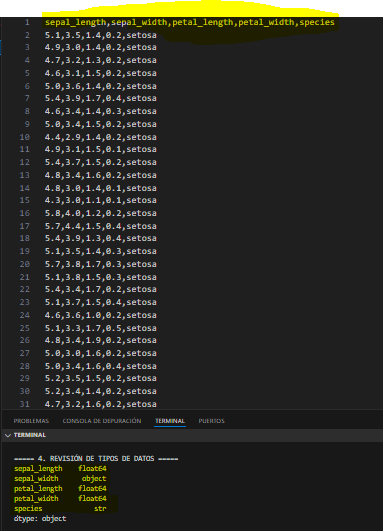 1 sepal_length,sepal_width,petal_length,petal_width,species
2 5.1,3.5,1.4,0.2,setosa
3 4.9,3.0,1.4,0.2,setosa
4 4.7,3.2,1.3,0.2,setosa
5 4.6,3.1,1.5,0.2,setosa
6 5.0,3.6,1.4,0.2,setosa
7 5.4,3.9,1.7,0.4,setosa
8 4.6,3.4,1.4,0.3,setosa
9 5.0,3.4,1.5,0.2,setosa
10 4.4,2.9,1.4,0.2,setosa
11 4.9,3.1,1.5,0.1,setosa
12 5.4,3.7,1.5,0.2,setosa
13 4.8,3.4,1.6,0.2,setosa
14 4.8,3.0,1.4,0.1,setosa
15 4.3,3.0,1.1,0.1,setosa
16 5.8,4.0,1.2,0.2,setosa
17 5.7,4.4,1.5,0.4,setosa
18 5.4,3.9,1.3,0.4,setosa
19 5.1,3.5,1.4,0.3,setosa
20 5.7,3.8,1.7,0.3,setosa
21 5.1,3.8,1.5,0.3,setosa
22 5.4,3.4,1.7,0.2,setosa
23 5.1,3.7,1.5,0.4,setosa
24 4.6,3.6,1.0,0.2,setosa
25 5.1,3.3,1.7,0.5,setosa
26 4.8,3.4,1.9,0.2,setosa
27 5.0,3.0,1.6,0.2,setosa
28 5.0,3.4,1.6,0.4,setosa
29 5.2,3.5,1.5,0.2,setosa
30 5.2,3.4,1.4,0.2,setosa
31 4.7,3.2,1.6,0.2,setosa
PROBLEMAS CONSOLA DE DEPURACIÓN TERMINAL PUERTOS
TERMINAL
===== 4. REVISIÓN DE TIPOS DE DATOS =====
sepal_length float64
sepal_width object
petal_length float64
petal_width float64
species str
dtype: object